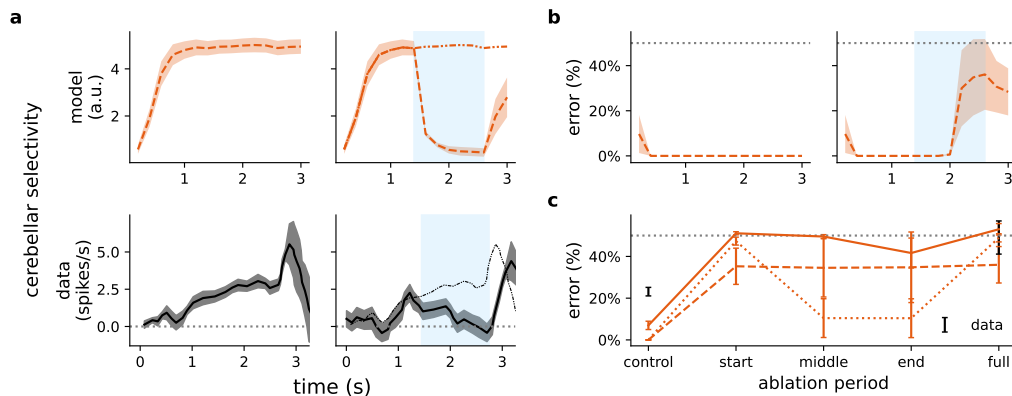 a
cerebellar selectivity
model
(a.u.)
4
2
1
2
3
1
2
3
data
(spikes/s)
5.0
2.5
0.0
0
1
2
3
0
1
2
3
time (s)
b
error (%)
40%
20%
0%
1
2
3
1
2
3
c
error (%)
40%
20%
0%
data
control
start
middle
end
full
ablation period